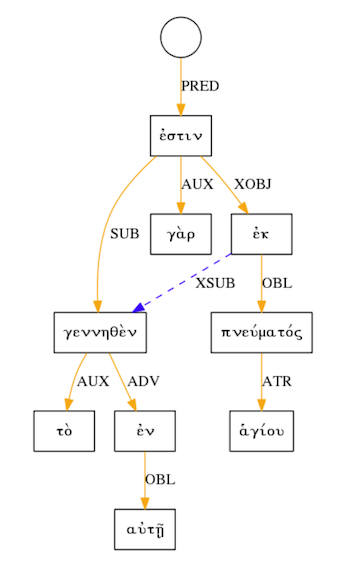 PRED
ἐστιν
SUB AUX XOBJ
γὰρ ἐκ
XSUB OBL
γεννηθὲν πνεύματός
AUX ADV ATR
τὸ ἐν ἁγίου
OBL
αὐτῇ